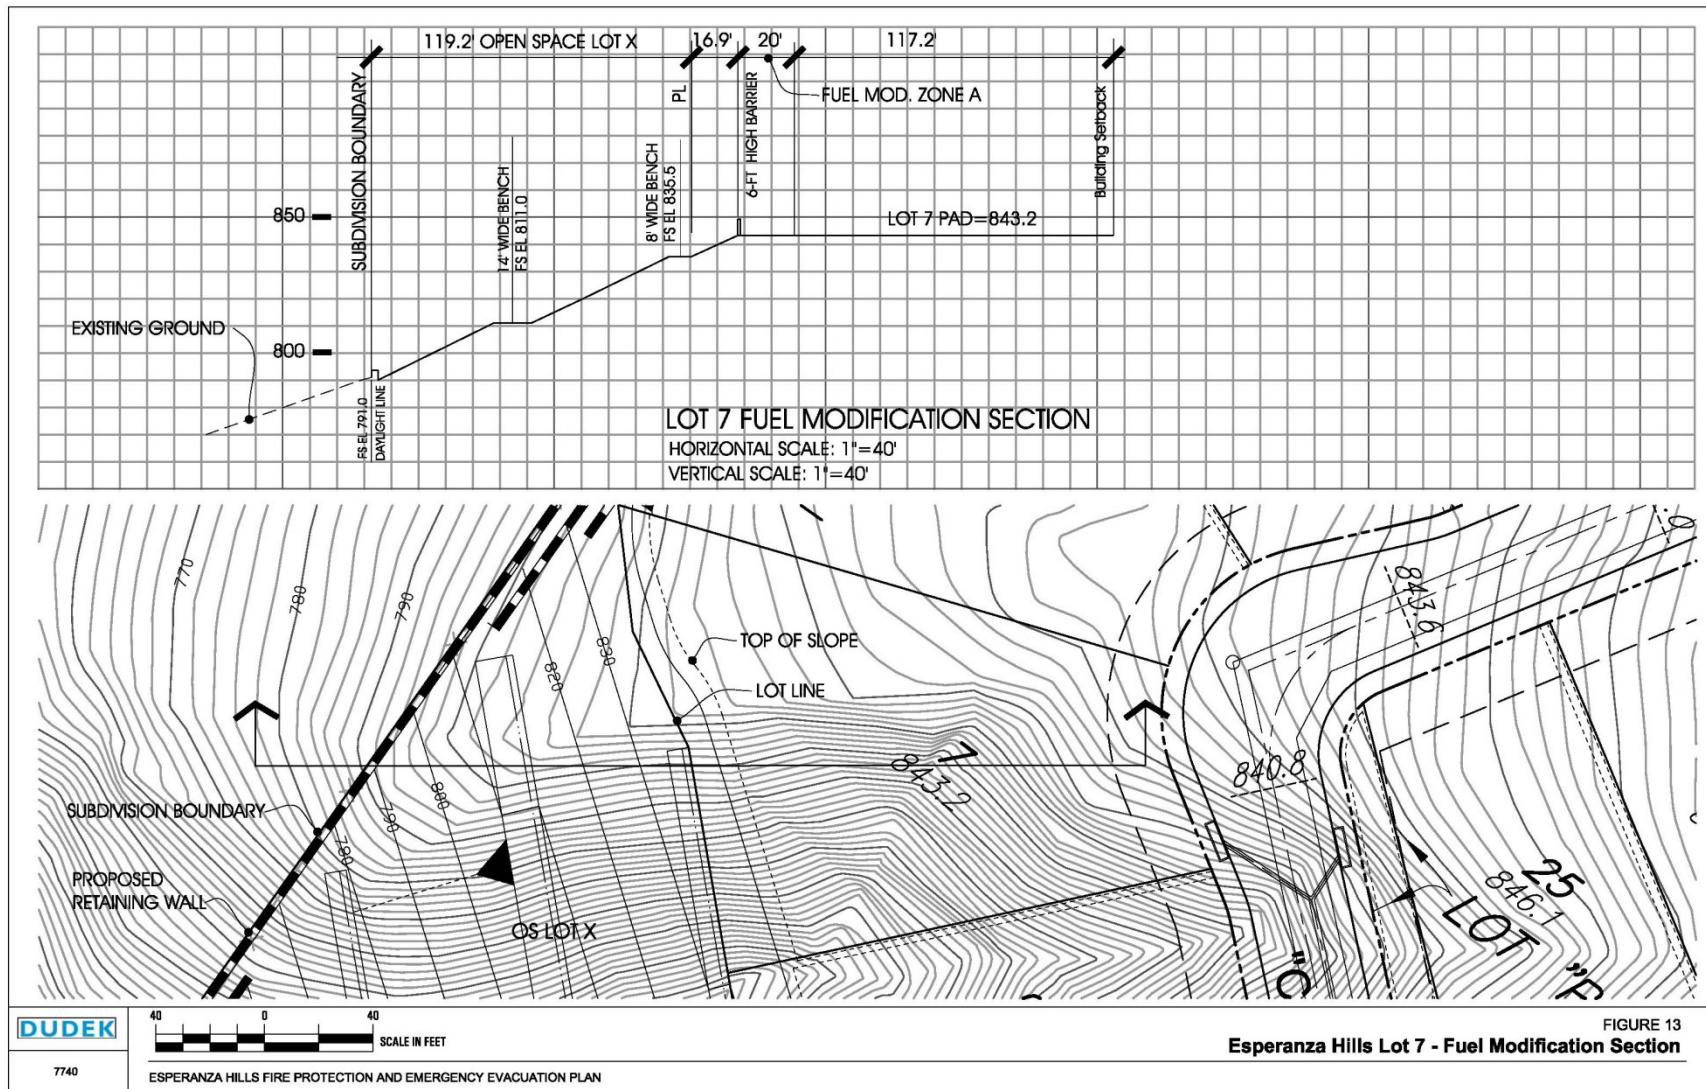 119.2' OPEN SPACE LOT X
16.9'
20'
117.2'
FUEL MOD. ZONE A
SUBDIVISION BOUNDARY
PL
6-FT HIGH BARRIER
Building Setback
14' WIDE BENCH
FS EL 811.0
8' WIDE BENCH
FS EL 835.5
850
LOT 7 PAD=843.2
EXISTING GROUND
800
FS EL 791.0
DAYLIGHT LINE
LOT 7 FUEL MODIFICATION SECTION
HORIZONTAL SCALE: 1"=40'
VERTICAL SCALE: 1"=40'
770
780
790
820
830
TOP OF SLOPE
LOT LINE
843.6
7
843.2
840.8
800
790
780
SUBDIVISION BOUNDARY
PROPOSED
RETAINING WALL
OS LOT X
25
846.1
LOT
"C
DUDEK
7740
40 0 40
SCALE IN FEET
ESPERANZA HILLS FIRE PROTECTION AND EMERGENCY EVACUATION PLAN
FIGURE 13
Esperanza Hills Lot 7 - Fuel Modification Section